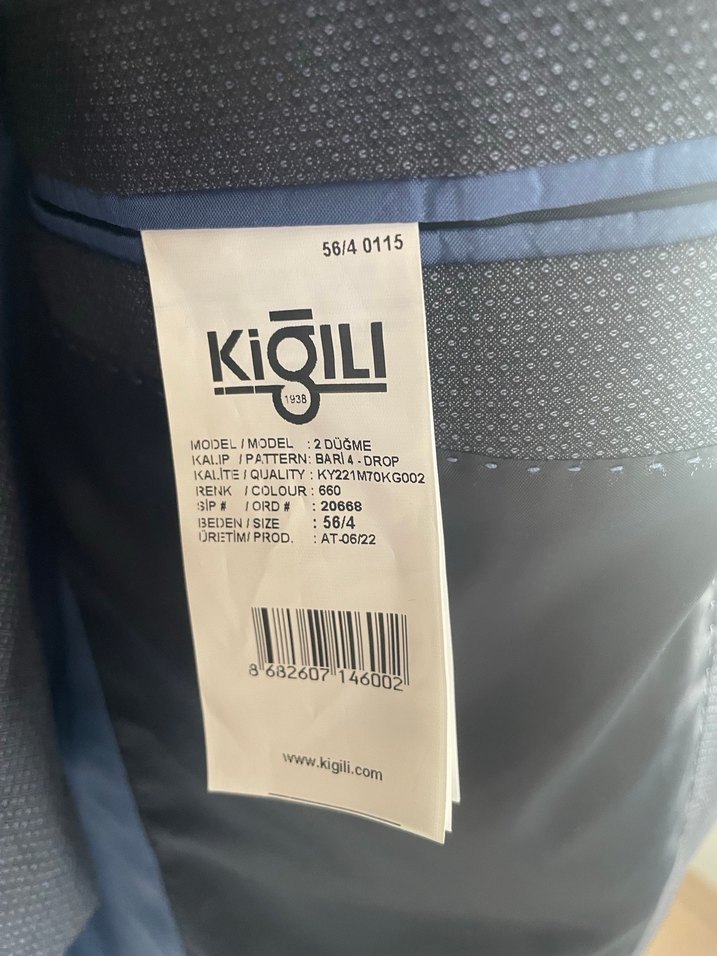 56/4 0115
KiğILI
1938
MODEL / MODEL : 2 DÜĞME
KALIP / PATTERN: BARİ 4 - DROP
KALİTE / QUALITY : KY221M70KG002
RENK / COLOUR : 660
SİP # / ORD # : 20668
BEDEN / SIZE : 56/4
ÜRETİM/ PROD. : AT-06/22
8 682607 146002
www.kigili.com